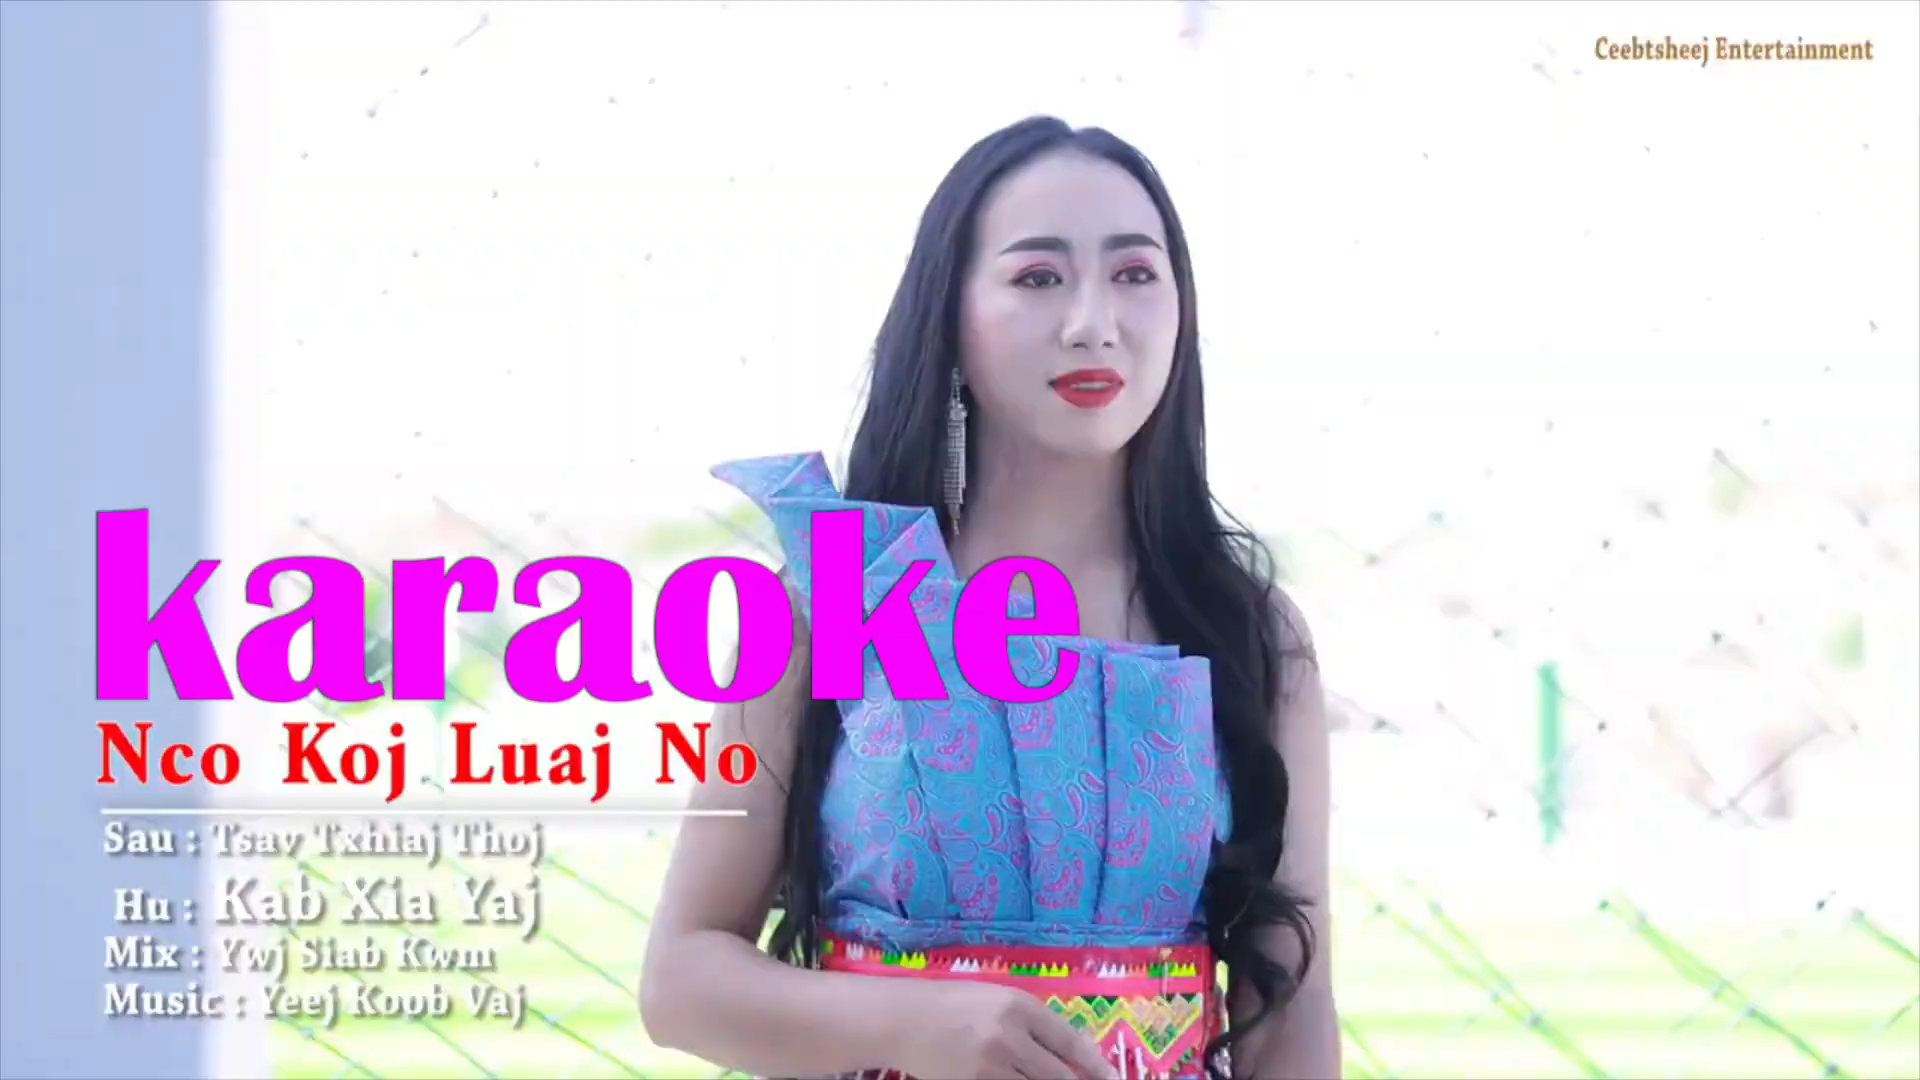 Ceebtsheej Entertainment
karaoke
Nco Koj Luaj No
Sau : Tsav Txhiaj Thoj
Hu : Kab Xia Yaj
Mix : Ywj Siab Kwm
Music : Yeej Koob Vaj